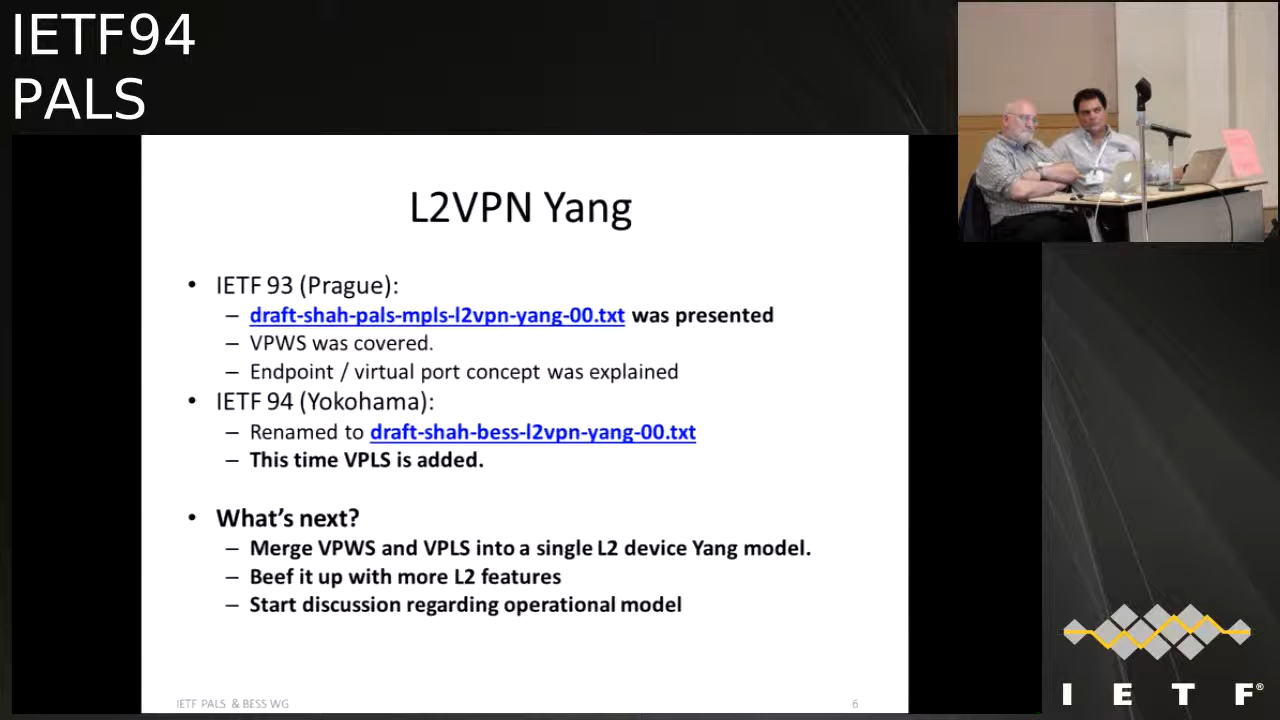 IETF94
PALS
L2VPN Yang
• IETF 93 (Prague):
– draft-shah-pals-mpls-l2vpn-yang-00.txt was presented
– VPWS was covered.
– Endpoint / virtual port concept was explained
• IETF 94 (Yokohama):
– Renamed to draft-shah-bess-l2vpn-yang-00.txt
– This time VPLS is added.
• What's next?
– Merge VPWS and VPLS into a single L2 device Yang model.
– Beef it up with more L2 features
– Start discussion regarding operational model
IETF PALS & BESS WG
6
I E T F®